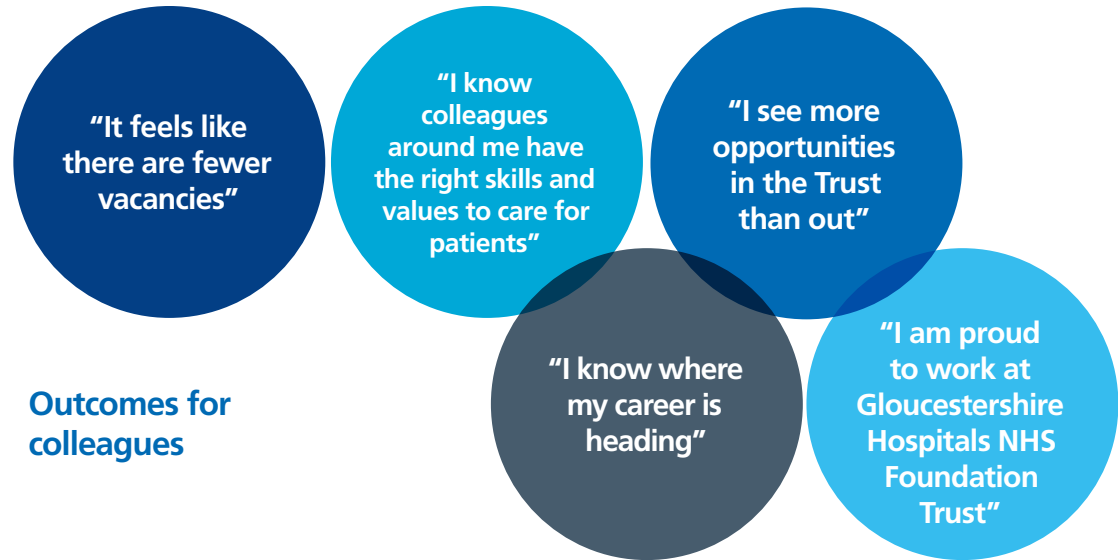 “It feels like
there are fewer
vacancies”
“I know
colleagues
around me have
the right skills and
values to care for
patients”
“I see more
opportunities
in the Trust
than out”
“I know where
my career is
heading”
“I am proud
to work at
Gloucestershire
Hospitals NHS
Foundation
Trust”
Outcomes for
colleagues